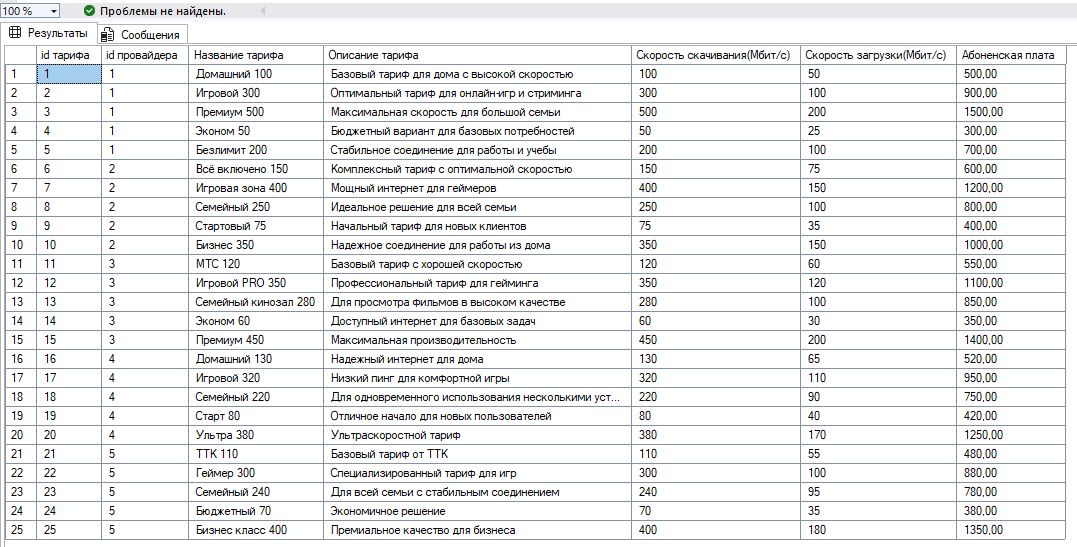 100 % Проблемы не найдены.
Результаты Сообщения
id тарифа id провайдера Название тарифа Описание тарифа Скорость скачивания(Мбит/с) Скорость загрузки(Мбит/с) Абоненская плата
1 1 1 Домашний 100 Базовый тариф для дома с высокой скоростью 100 50 500,00
2 2 1 Игровой 300 Оптимальный тариф для онлайн-игр и стриминга 300 100 900,00
3 3 1 Премиум 500 Максимальная скорость для большой семьи 500 200 1500,00
4 4 1 Эконом 50 Бюджетный вариант для базовых потребностей 50 25 300,00
5 5 1 Безлимит 200 Стабильное соединение для работы и учебы 200 100 700,00
6 6 2 Всё включено 150 Комплексный тариф с оптимальной скоростью 150 75 600,00
7 7 2 Игровая зона 400 Мощный интернет для геймеров 400 150 1200,00
8 8 2 Семейный 250 Идеальное решение для всей семьи 250 100 800,00
9 9 2 Стартовый 75 Начальный тариф для новых клиентов 75 35 400,00
10 10 2 Бизнес 350 Надежное соединение для работы из дома 350 150 1000,00
11 11 3 МТС 120 Базовый тариф с хорошей скоростью 120 60 550,00
12 12 3 Игровой PRO 350 Профессиональный тариф для гейминга 350 120 1100,00
13 13 3 Семейный кинозал 280 Для просмотра фильмов в высоком качестве 280 100 850,00
14 14 3 Эконом 60 Доступный интернет для базовых задач 60 30 350,00
15 15 3 Премиум 450 Максимальная производительность 450 200 1400,00
16 16 4 Домашний 130 Надежный интернет для дома 130 65 520,00
17 17 4 Игровой 320 Низкий пинг для комфортной игры 320 110 950,00
18 18 4 Семейный 220 Для одновременного использования несколькими уст... 220 90 750,00
19 19 4 Старт 80 Отличное начало для новых пользователей 80 40 420,00
20 20 4 Ультра 380 Ультраскоростной тариф 380 170 1250,00
21 21 5 ТТК 110 Базовый тариф от ТТК 110 55 480,00
22 22 5 Геймер 300 Специализированный тариф для игр 300 100 880,00
23 23 5 Семейный 240 Для всей семьи с стабильным соединением 240 95 780,00
24 24 5 Бюджетный 70 Экономичное решение 70 35 380,00
25 25 5 Бизнес класс 400 Премиальное качество для бизнеса 400 180 1350,00